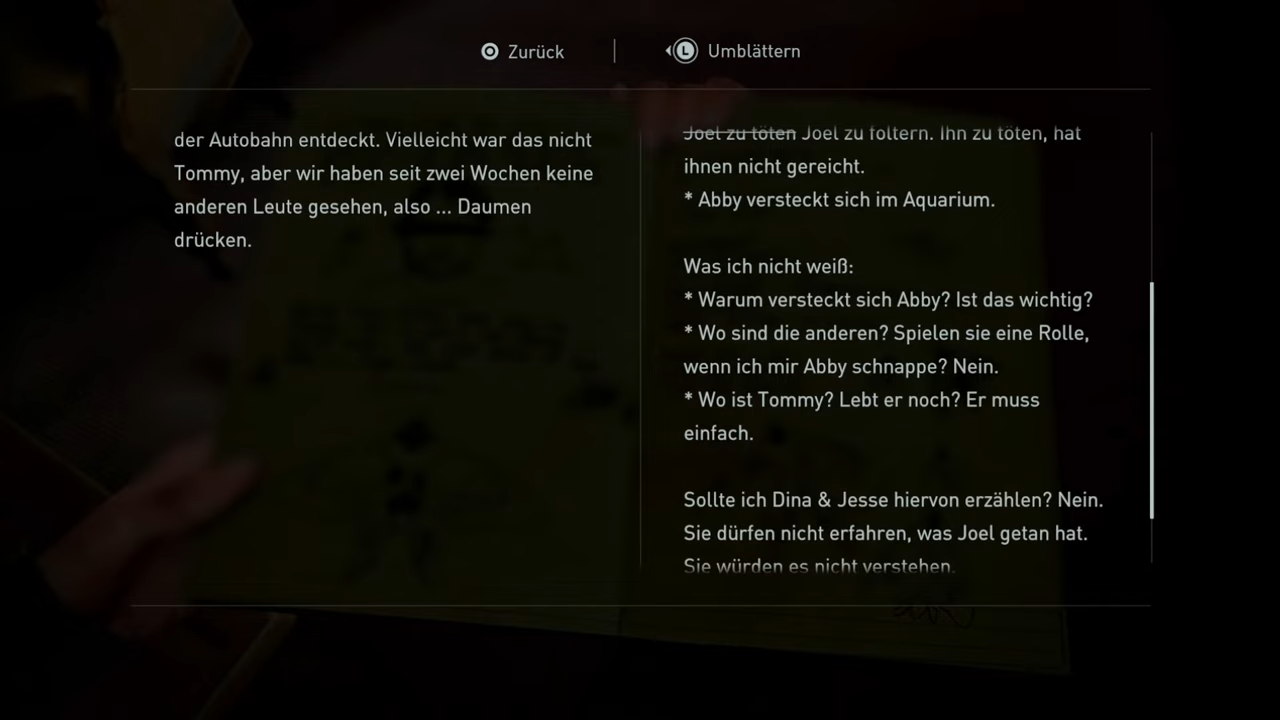 Zurück
Umblättern
der Autobahn entdeckt. Vielleicht war das nicht
Tommy, aber wir haben seit zwei Wochen keine
anderen Leute gesehen, also ... Daumen
drücken.
Joel zu töten Joel zu foltern. Ihn zu töten, hat
ihnen nicht gereicht.
* Abby versteckt sich im Aquarium.
Was ich nicht weiß:
* Warum versteckt sich Abby? Ist das wichtig?
* Wo sind die anderen? Spielen sie eine Rolle,
wenn ich mir Abby schnappe? Nein.
* Wo ist Tommy? Lebt er noch? Er muss
einfach.
Sollte ich Dina & Jesse hiervon erzählen? Nein.
Sie dürfen nicht erfahren, was Joel getan hat.
Sie würden es nicht verstehen.